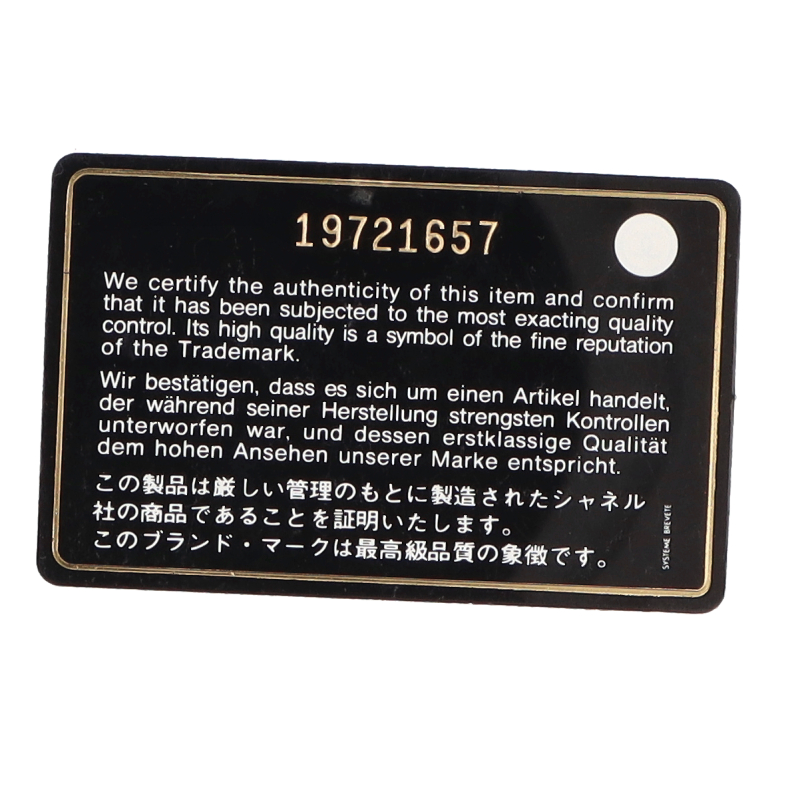 19721657
We certify the authenticity of this item and confirm
that it has been subjected to the most exacting quality
control. Its high quality is a symbol of the fine reputation
of the Trademark.
Wir bestätigen, dass es sich um einen Artikel handelt,
der während seiner Herstellung strengsten Kontrollen
unterworfen war, und dessen erstklassige Qualität
dem hohen Ansehen unserer Marke entspricht.
この製品は厳しい管理のもとに製造されたシャネル
社の商品であることを証明いたします。
このブランド・マークは最高級品質の象徴です。
SYSTEME BREVETE